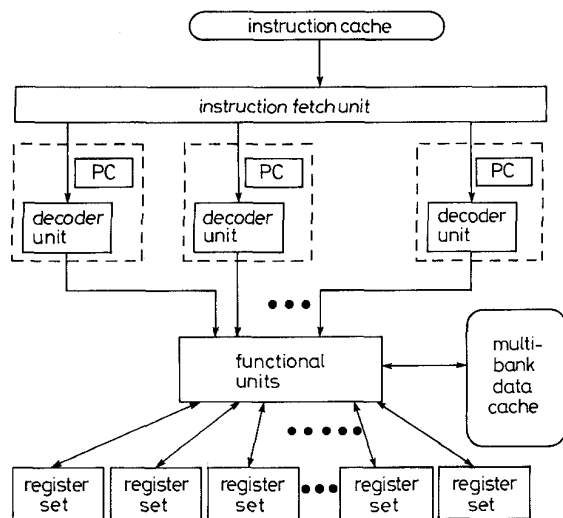 instruction cache
instruction fetch unit
PC
PC
PC
decoder
unit
decoder
unit
decoder
unit
functional
units
multi-
bank
data
cache
register
set
register
set
register
set
register
set
register
set